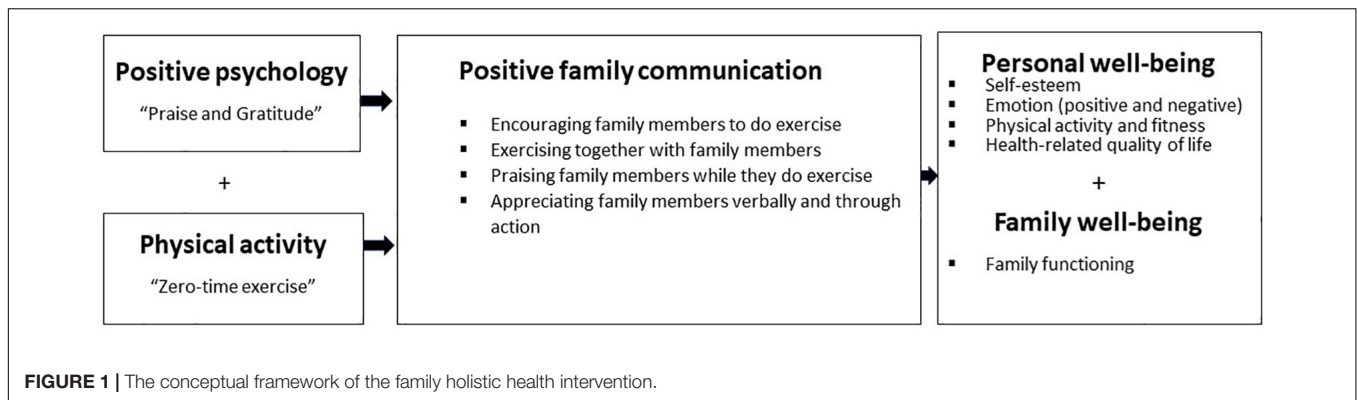 Positive psychology
“Praise and Gratitude”
+
Physical activity
“Zero-time exercise”
Positive family communication
▪ Encouraging family members to do exercise
▪ Exercising together with family members
▪ Praising family members while they do exercise
▪ Appreciating family members verbally and through
action
Personal well-being
▪ Self-esteem
▪ Emotion (positive and negative)
▪ Physical activity and fitness
▪ Health-related quality of life
+
Family well-being
▪ Family functioning
FIGURE 1 | The conceptual framework of the family holistic health intervention.